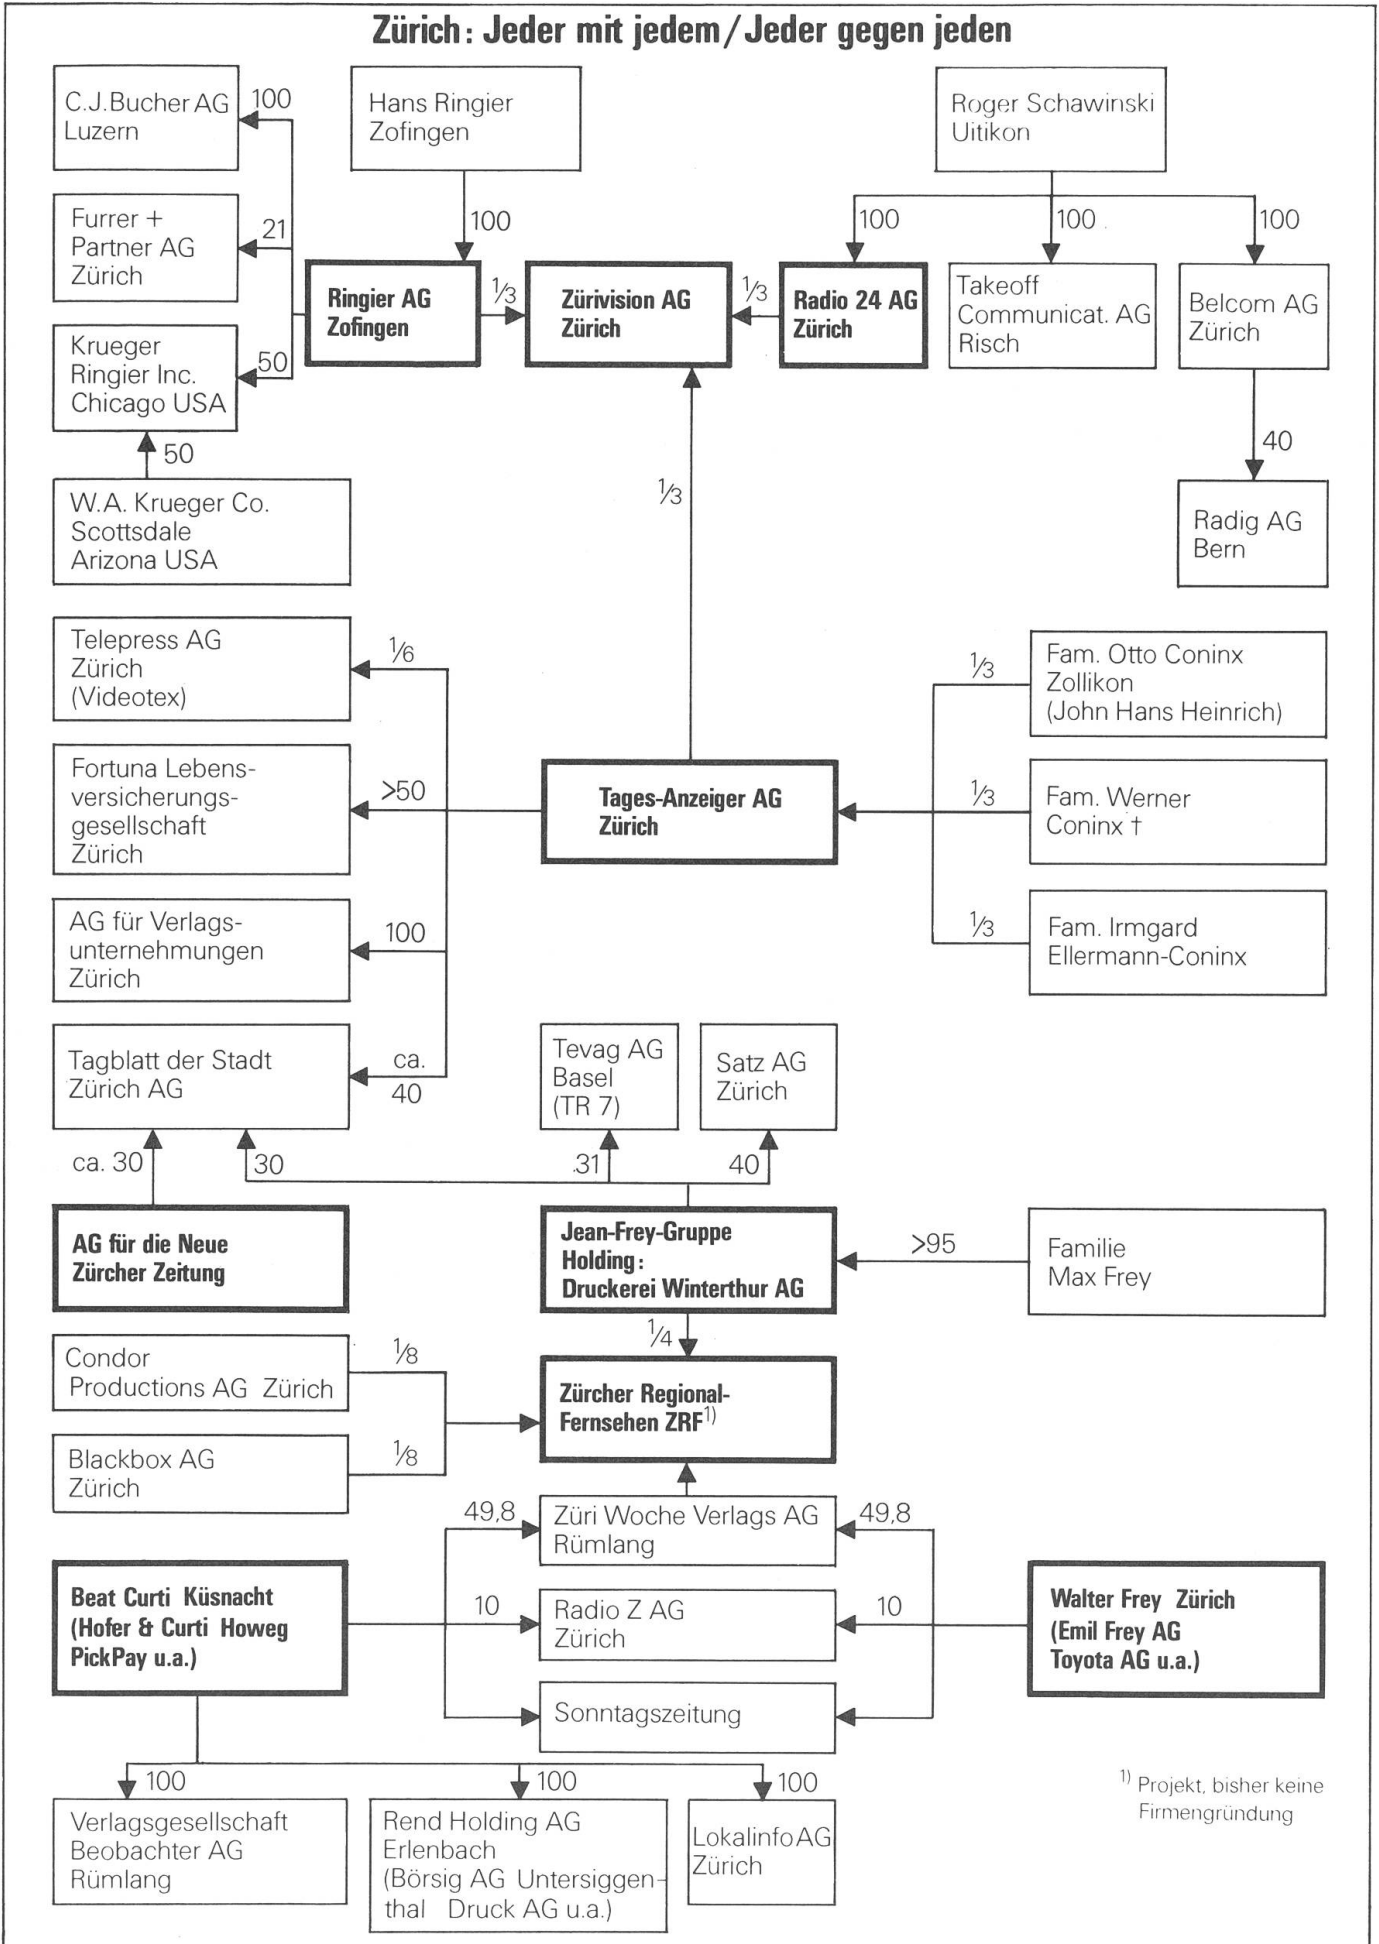 Zürich: Jeder mit jedem/Jeder gegen jeden
C.J.Bucher AG
Luzern
100
Hans Ringier
Zofingen
Roger Schawinski
Uitikon
Furrer +
Partner AG
Zürich
21
100
100
100
100
Ringier AG
Zofingen
1/3
Zürivision AG
Zürich
1/3
Radio 24 AG
Zürich
Takeoff
Communicat. AG
Risch
Belcom AG
Zürich
Krueger
Ringier Inc.
Chicago USA
50
50
40
W.A. Krueger Co.
Scottsdale
Arizona USA
1/3
Radig AG
Bern
Telepress AG
Zürich
(Videotex)
1/6
1/3
Fam. Otto Coninx
Zollikon
(John Hans Heinrich)
Fortuna Lebens-
versicherungs-
gesellschaft
Zürich
>50
Tages-Anzeiger AG
Zürich
1/3
Fam. Werner
Coninx †
AG für Verlags-
unternehmungen
Zürich
100
1/3
Fam. Irmgard
Ellermann-Coninx
Tagblatt der Stadt
Zürich AG
ca.
40
Tevag AG
Basel
(TR 7)
Satz AG
Zürich
ca. 30
30
31
40
AG für die Neue
Zürcher Zeitung
Jean-Frey-Gruppe
Holding:
Druckerei Winterthur AG
>95
Familie
Max Frey
1/4
Condor
Productions AG Zürich
1/8
Zürcher Regional-
Fernsehen ZRF1)
Blackbox AG
Zürich
1/8
49,8
Züri Woche Verlags AG
Rümlang
49,8
Beat Curti Küsnacht
(Hofer & Curti Howeg
PickPay u.a.)
10
Radio Z AG
Zürich
10
Walter Frey Zürich
(Emil Frey AG
Toyota AG u.a.)
Sonntagszeitung
100
100
100
Verlagsgesellschaft
Beobachter AG
Rümlang
Rend Holding AG
Erlenbach
(Börsig AG Untersiggen-
thal Druck AG u.a.)
Lokalinfo AG
Zürich
1) Projekt, bisher keine
Firmengründung